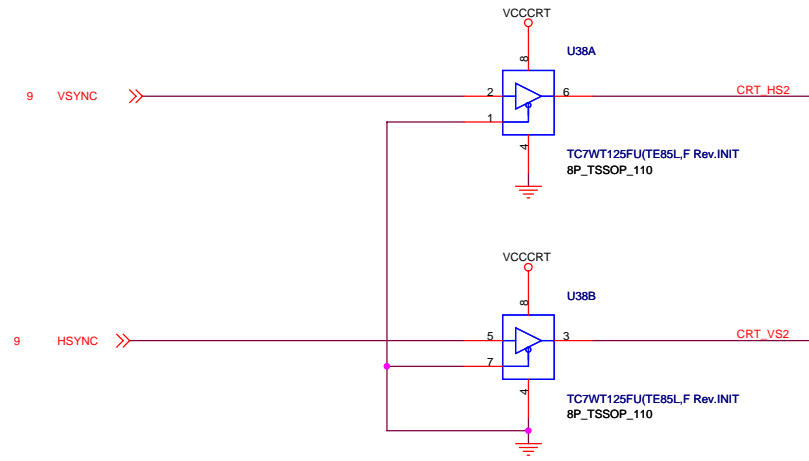 VCCCRT
8
U38A
9 VSYNC
2
6
CRT_HS2
1
4
TC7WT125FU(TE85L,F Rev.INIT
8P_TSSOP_110
VCCCRT
8
U38B
9 HSYNC
5
3
CRT_VS2
7
4
TC7WT125FU(TE85L,F Rev.INIT
8P_TSSOP_110